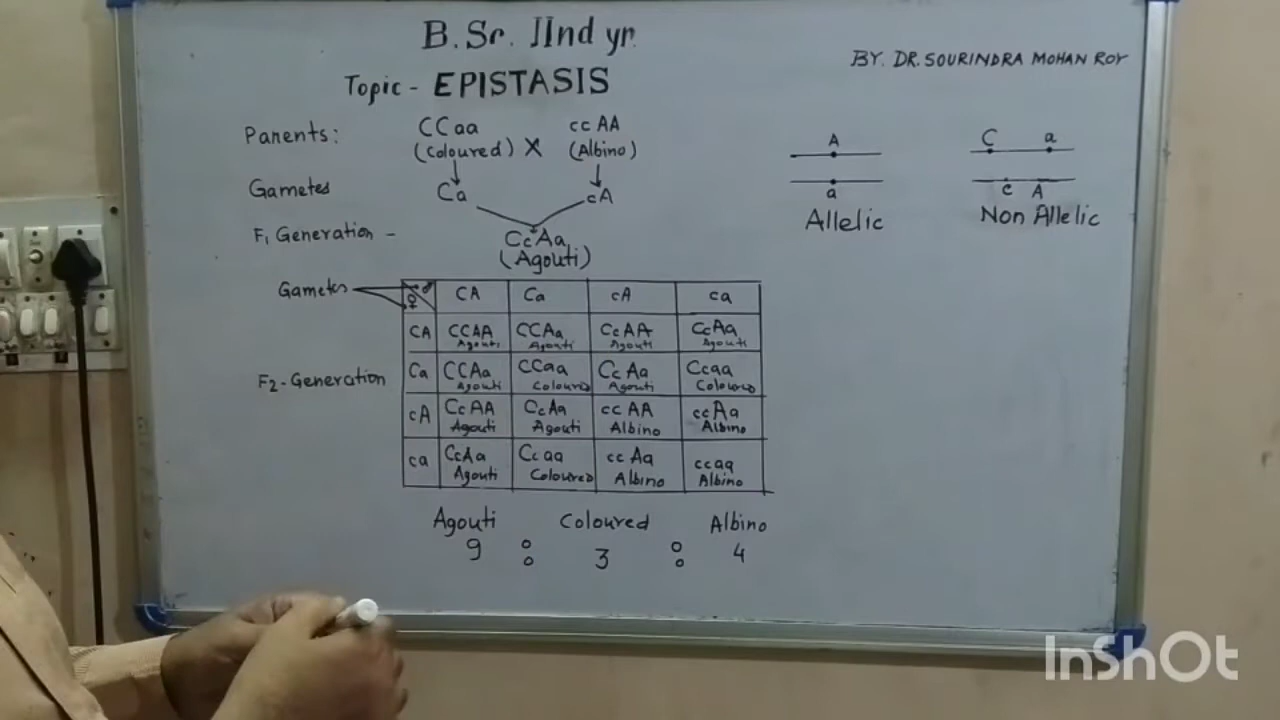 B.Sc. IInd yr.
Topic - EPISTASIS
BY. DR. SOURINDRA MOHAN ROY
Parents: CCaa ccAA
(Coloured) X (Albino)
Gametes Ca cA
F1 Generation - CcAa
(Agouti)
Gametes ♀ ♂ CA Ca cA ca
CA CCAA CCAa CcAA CcAa
Agouti Agouti Agouti Agouti
F2-Generation Ca CCAa CCaa CcAa Ccaa
Agouti Coloured Agouti Coloured
cA CcAA CcAa ccAA ccAa
Agouti Agouti Albino Albino
ca CcAa Ccaa ccAa ccaa
Agouti Coloured Albino Albino
Agouti Coloured Albino
9 : 3 : 4
A
a
Allelic
C a
c A
Non Allelic
InShOt